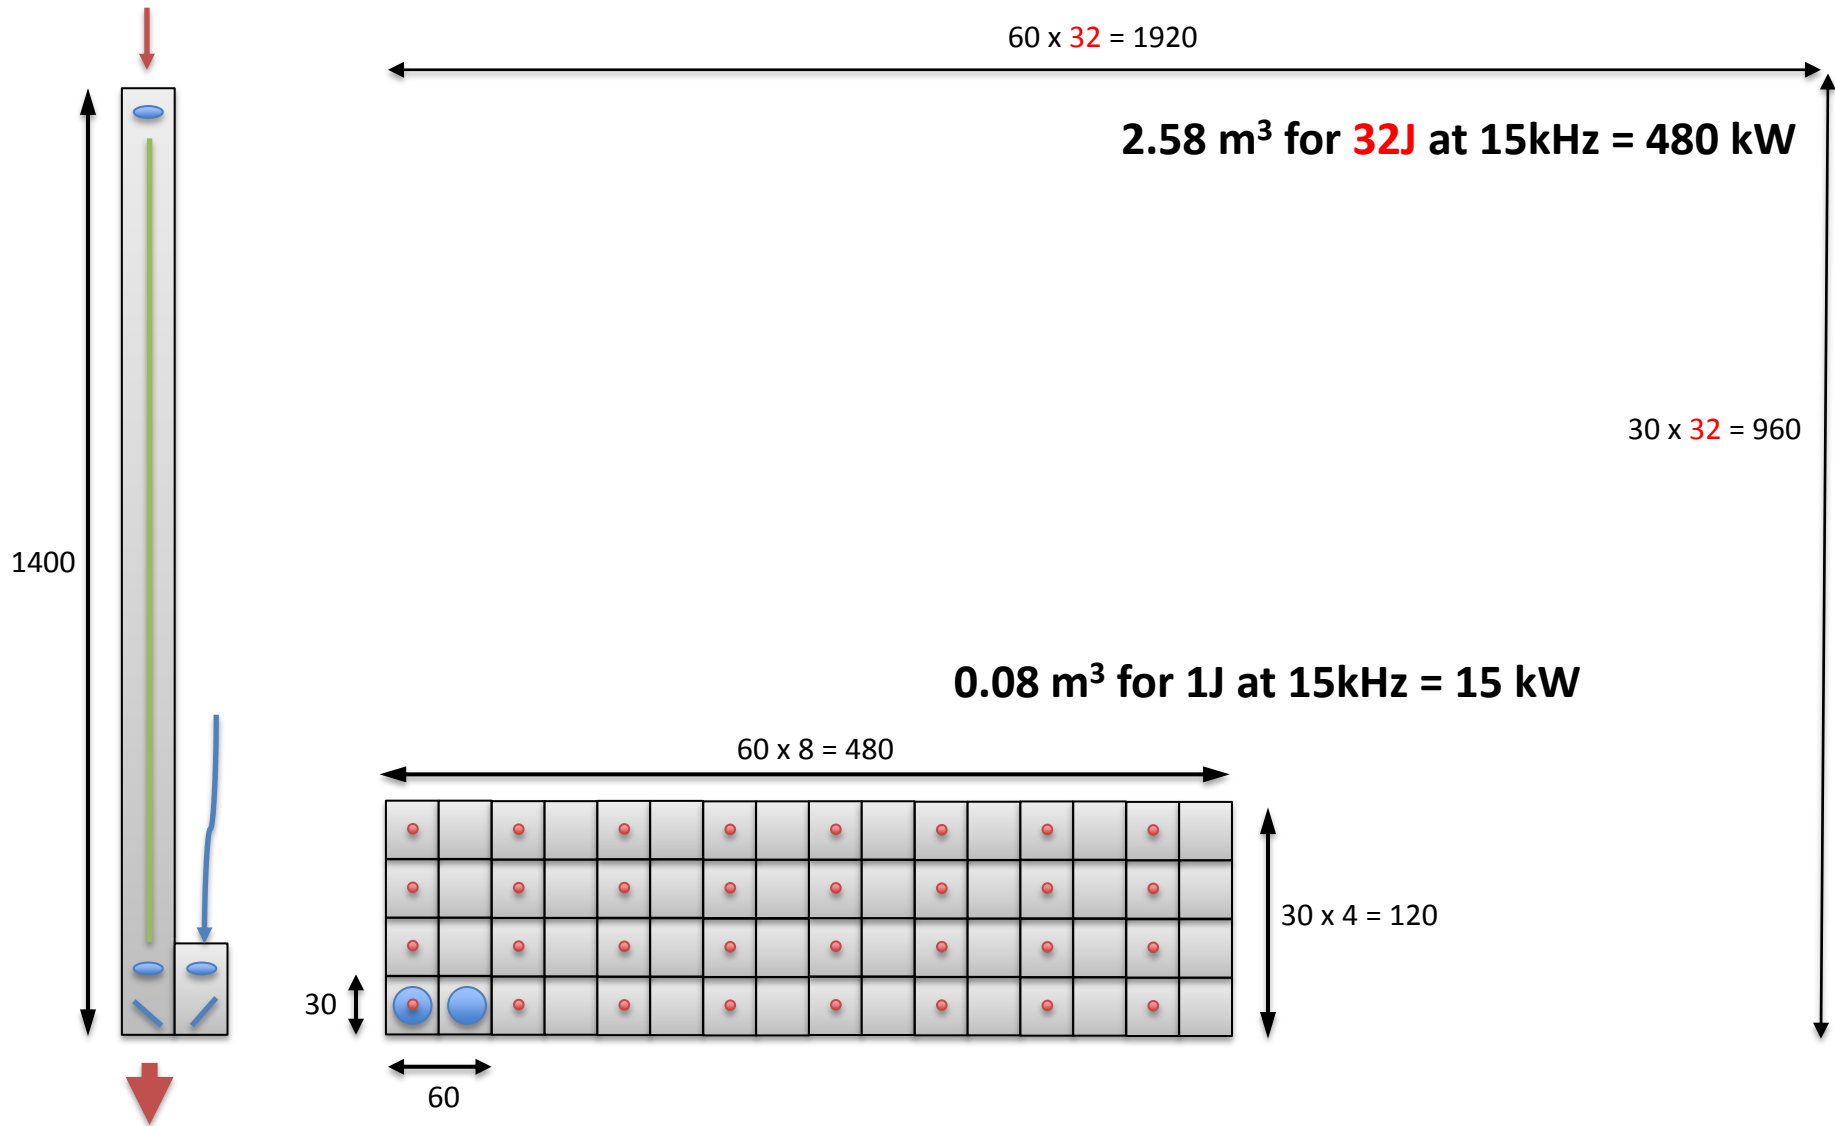 60 x 32 = 1920
2.58 m³ for 32J at 15kHz = 480 kW
30 x 32 = 960
1400
0.08 m³ for 1J at 15kHz = 15 kW
60 x 8 = 480
30 x 4 = 120
30
60